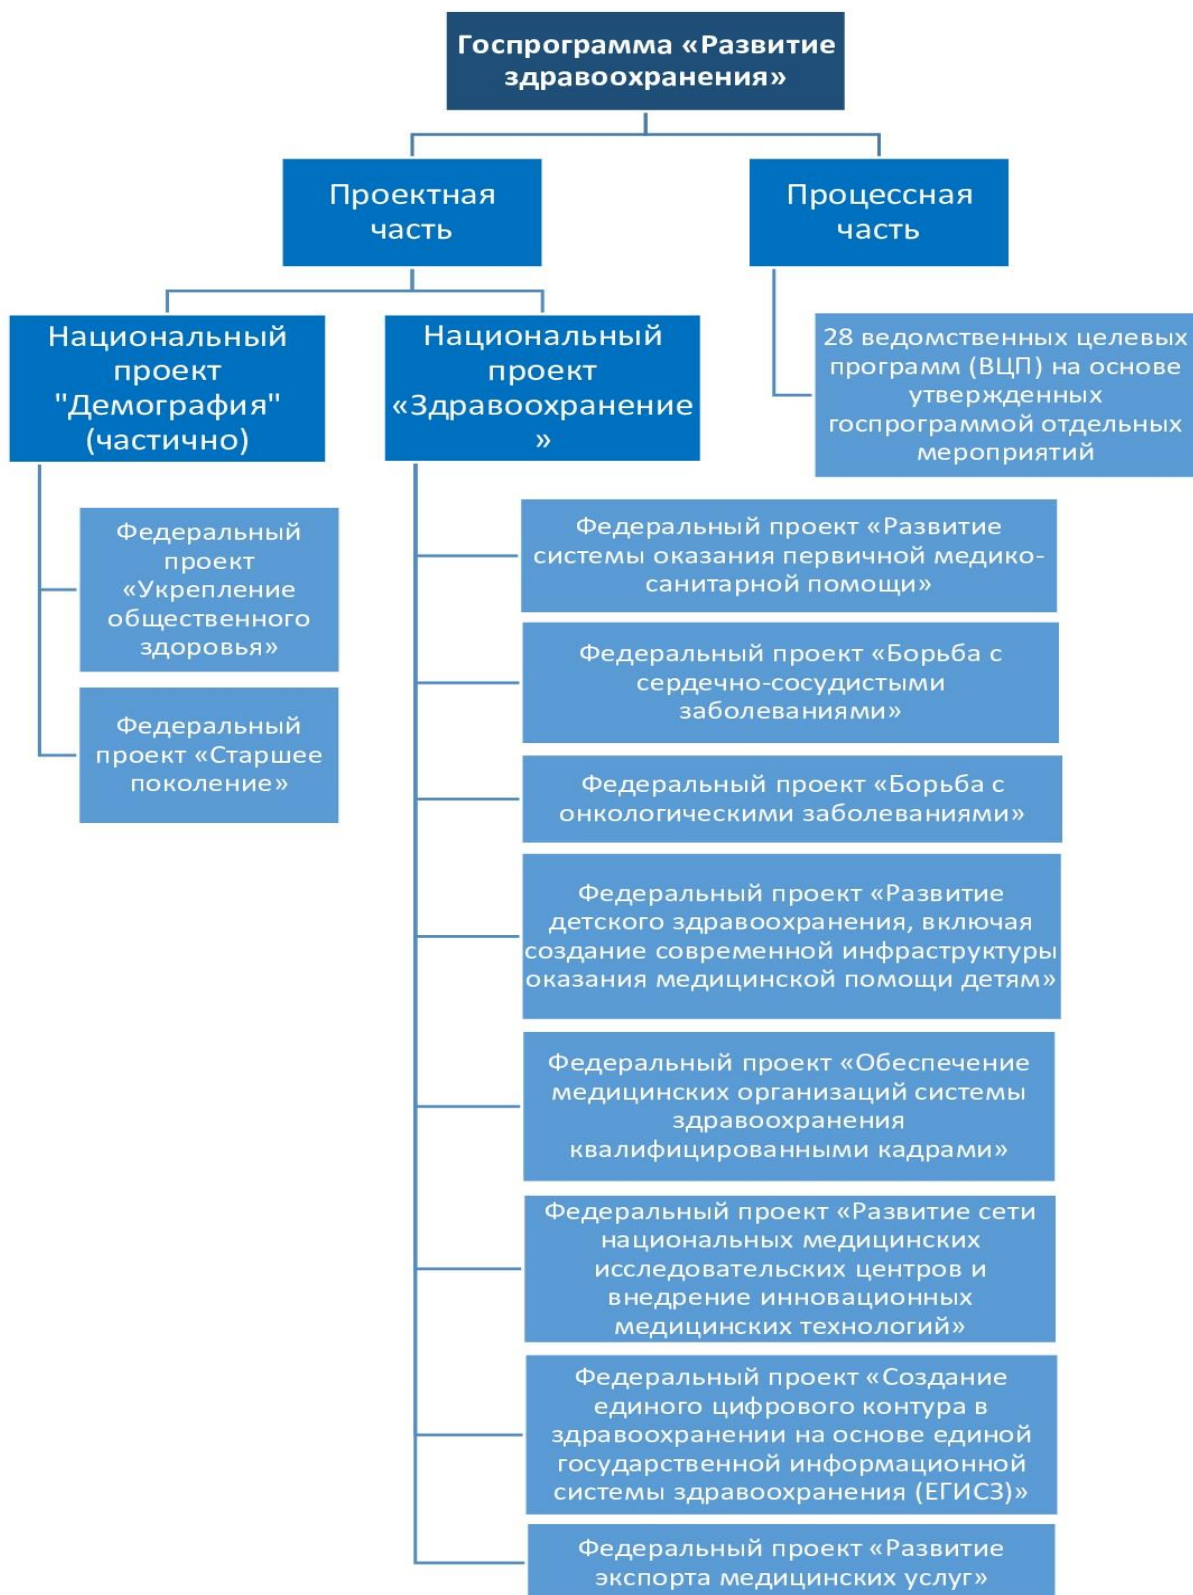 Госпрограмма «Развитие
здравоохранения»
Проектная
часть
Процессная
часть
Национальный
проект
"Демография"
(частично)
Национальный
проект
«Здравоохранение
»
28 ведомственных целевых
программ (ВЦП) на основе
утвержденных
госпрограммой отдельных
мероприятий
Федеральный
проект
«Укрепление
общественного
здоровья»
Федеральный
проект «Старшее
поколение»
Федеральный проект «Развитие
системы оказания первичной медико-
санитарной помощи»
Федеральный проект «Борьба с
сердечно-сосудистыми
заболеваниями»
Федеральный проект «Борьба с
онкологическими заболеваниями»
Федеральный проект «Развитие
детского здравоохранения, включая
создание современной инфраструктуры
оказания медицинской помощи детям»
Федеральный проект «Обеспечение
медицинских организаций системы
здравоохранения
квалифицированными кадрами»
Федеральный проект «Развитие сети
национальных медицинских
исследовательских центров и
внедрение инновационных
медицинских технологий»
Федеральный проект «Создание
единого цифрового контура в
здравоохранении на основе единой
государственной информационной
системы здравоохранения (ЕГИСЗ)»
Федеральный проект «Развитие
экспорта медицинских услуг»